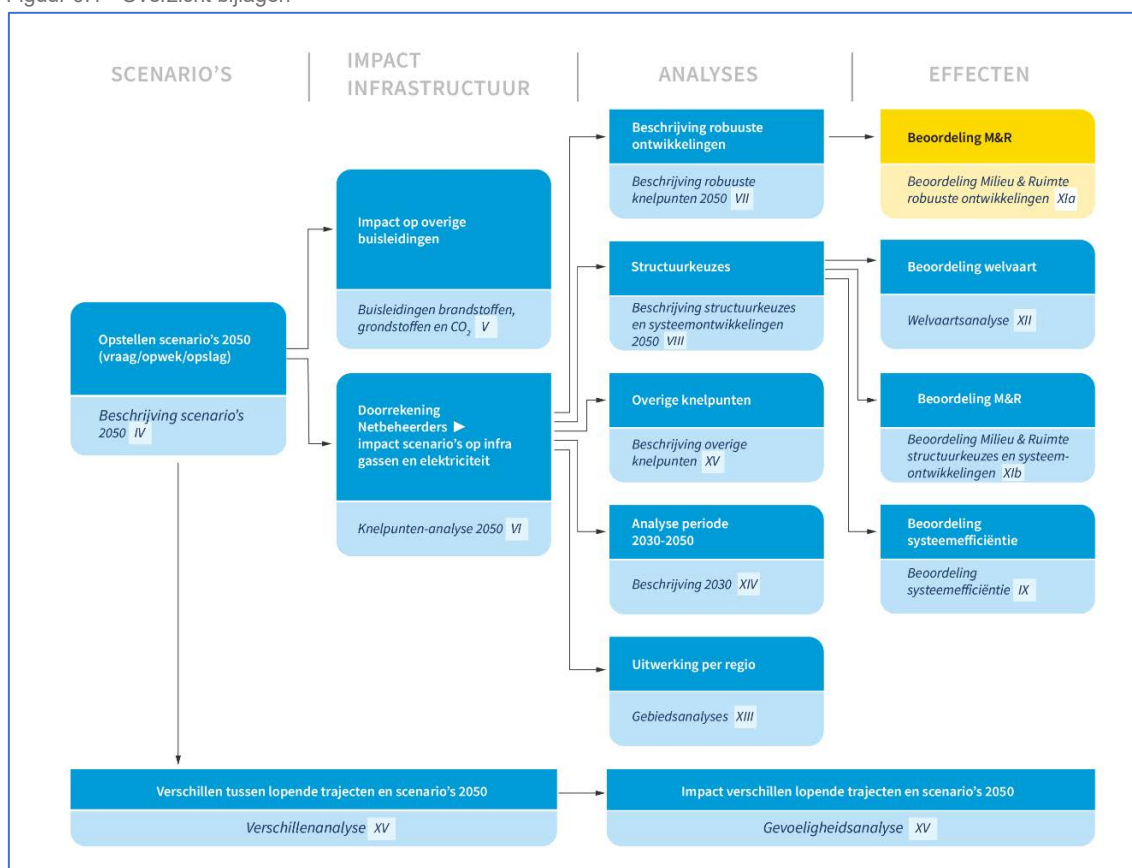 SCENARIO'S
IMPACT
INFRASTRUCTUUR
ANALYSES
EFFECTEN
Opstellen scenario's 2050
(vraag/opwek/opslag)
Beschrijving scenario's
2050 IV
Impact op overige
buisleidingen
Buisleidingen brandstoffen,
grondstoffen en CO₂ V
Doorrekening
Netbeheerders ▶
impact scenario's op infra
gassen en elektriciteit
Knelpunten-analyse 2050 VI
Beschrijving robuuste
ontwikkelingen
Beschrijving robuuste
knelpunten 2050 VII
Structuurkeuzes
Beschrijving structuurkeuzes
en systeemontwikkelingen
2050 VIII
Overige knelpunten
Beschrijving overige
knelpunten XV
Analyse periode
2030-2050
Beschrijving 2030 XIV
Uitwerking per regio
Gebiedsanalyses XIII
Beoordeling M&R
Beoordeling Milieu & Ruimte
robuuste ontwikkelingen XIa
Beoordeling welvaart
Welvaartsanalyse XII
Beoordeling M&R
Beoordeling Milieu & Ruimte
structuurkeuzes en systeem-
ontwikkelingen XIb
Beoordeling
systeemefficiëntie
Beoordeling
systeemefficiëntie IX
Verschillen tussen lopende trajecten en scenario's 2050
Verschillenanalyse XV
Impact verschillen lopende trajecten en scenario's 2050
Gevoeligheidsanalyse XV